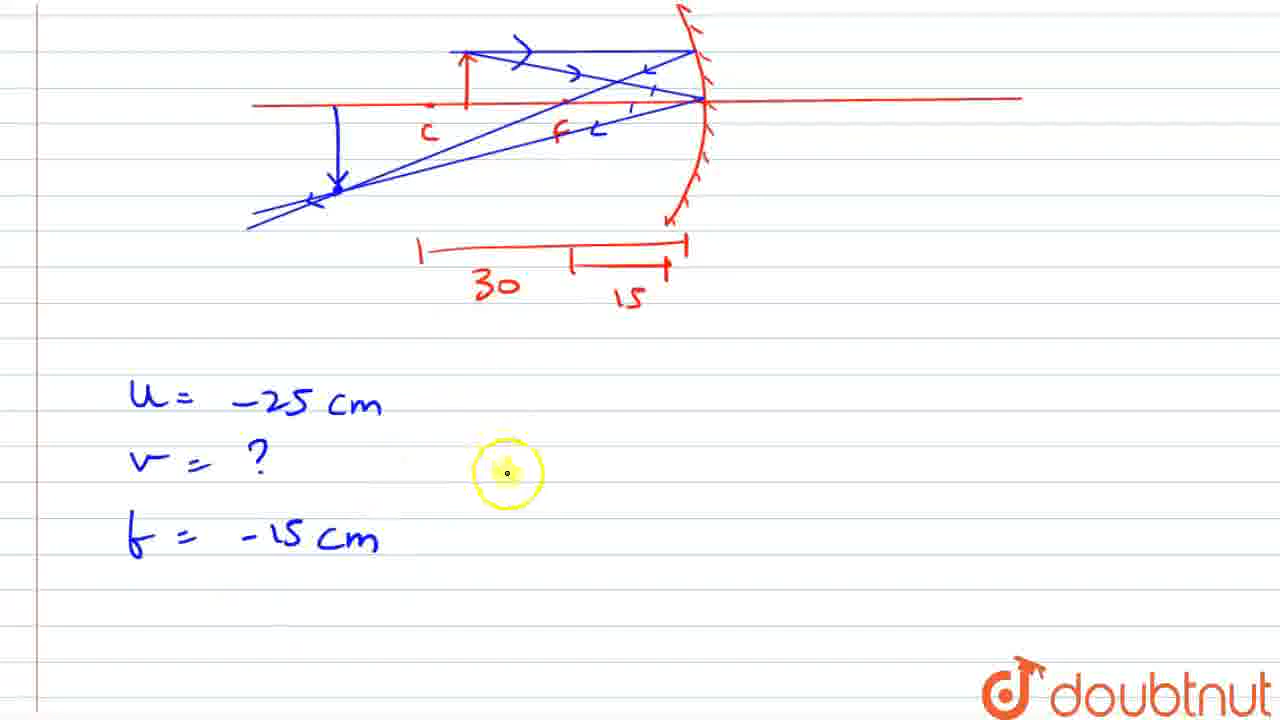 C F
30
15
u = -25 cm
v = ?
f = -15 cm
doubtnut